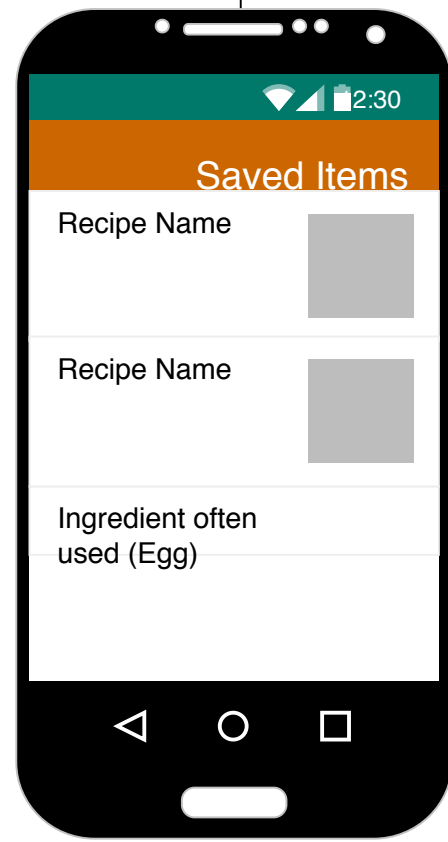 2:30
Saved Items
Recipe Name
Recipe Name
Ingredient often
used (Egg)